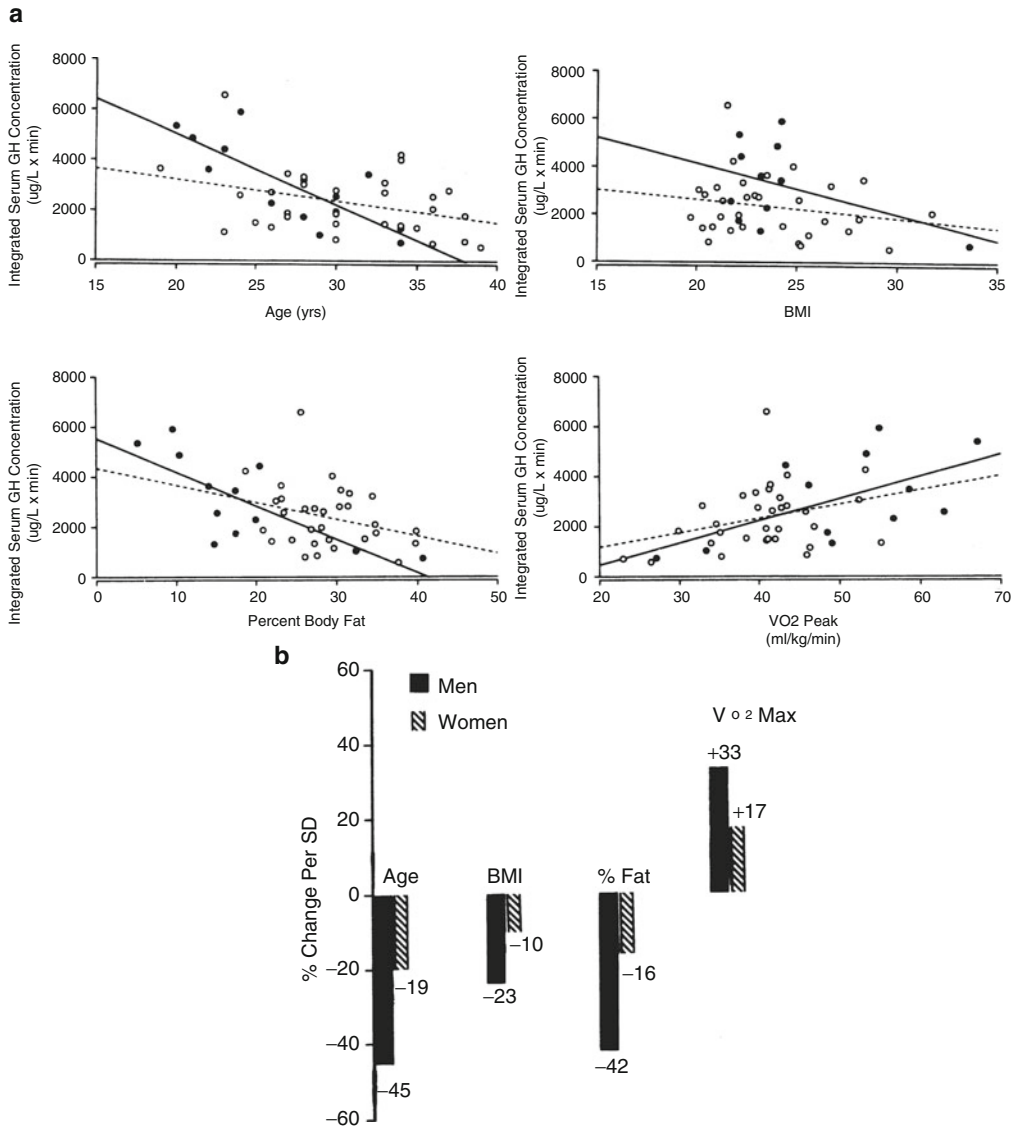 a
Integrated Serum GH Concentration
(ug/L x min)
8000
6000
4000
2000
0
15 20 25 30 35 40
Age (yrs)
Integrated Serum GH Concentration
(ug/L x min)
8000
6000
4000
2000
0
15 20 25 30 35
BMI
Integrated Serum GH Concentration
(ug/L x min)
8000
6000
4000
2000
0
0 10 20 30 40 50
Percent Body Fat
Integrated Serum GH Concentration
(ug/L x min)
8000
6000
4000
2000
0
20 30 40 50 60 70
VO2 Peak
(ml/kg/min)
b
% Change Per SD
60
40
20
0
−20
−40
−60
Men
Women
Age
−19
−45
BMI
−10
−23
% Fat
−16
−42
V o 2 Max
+33
+17